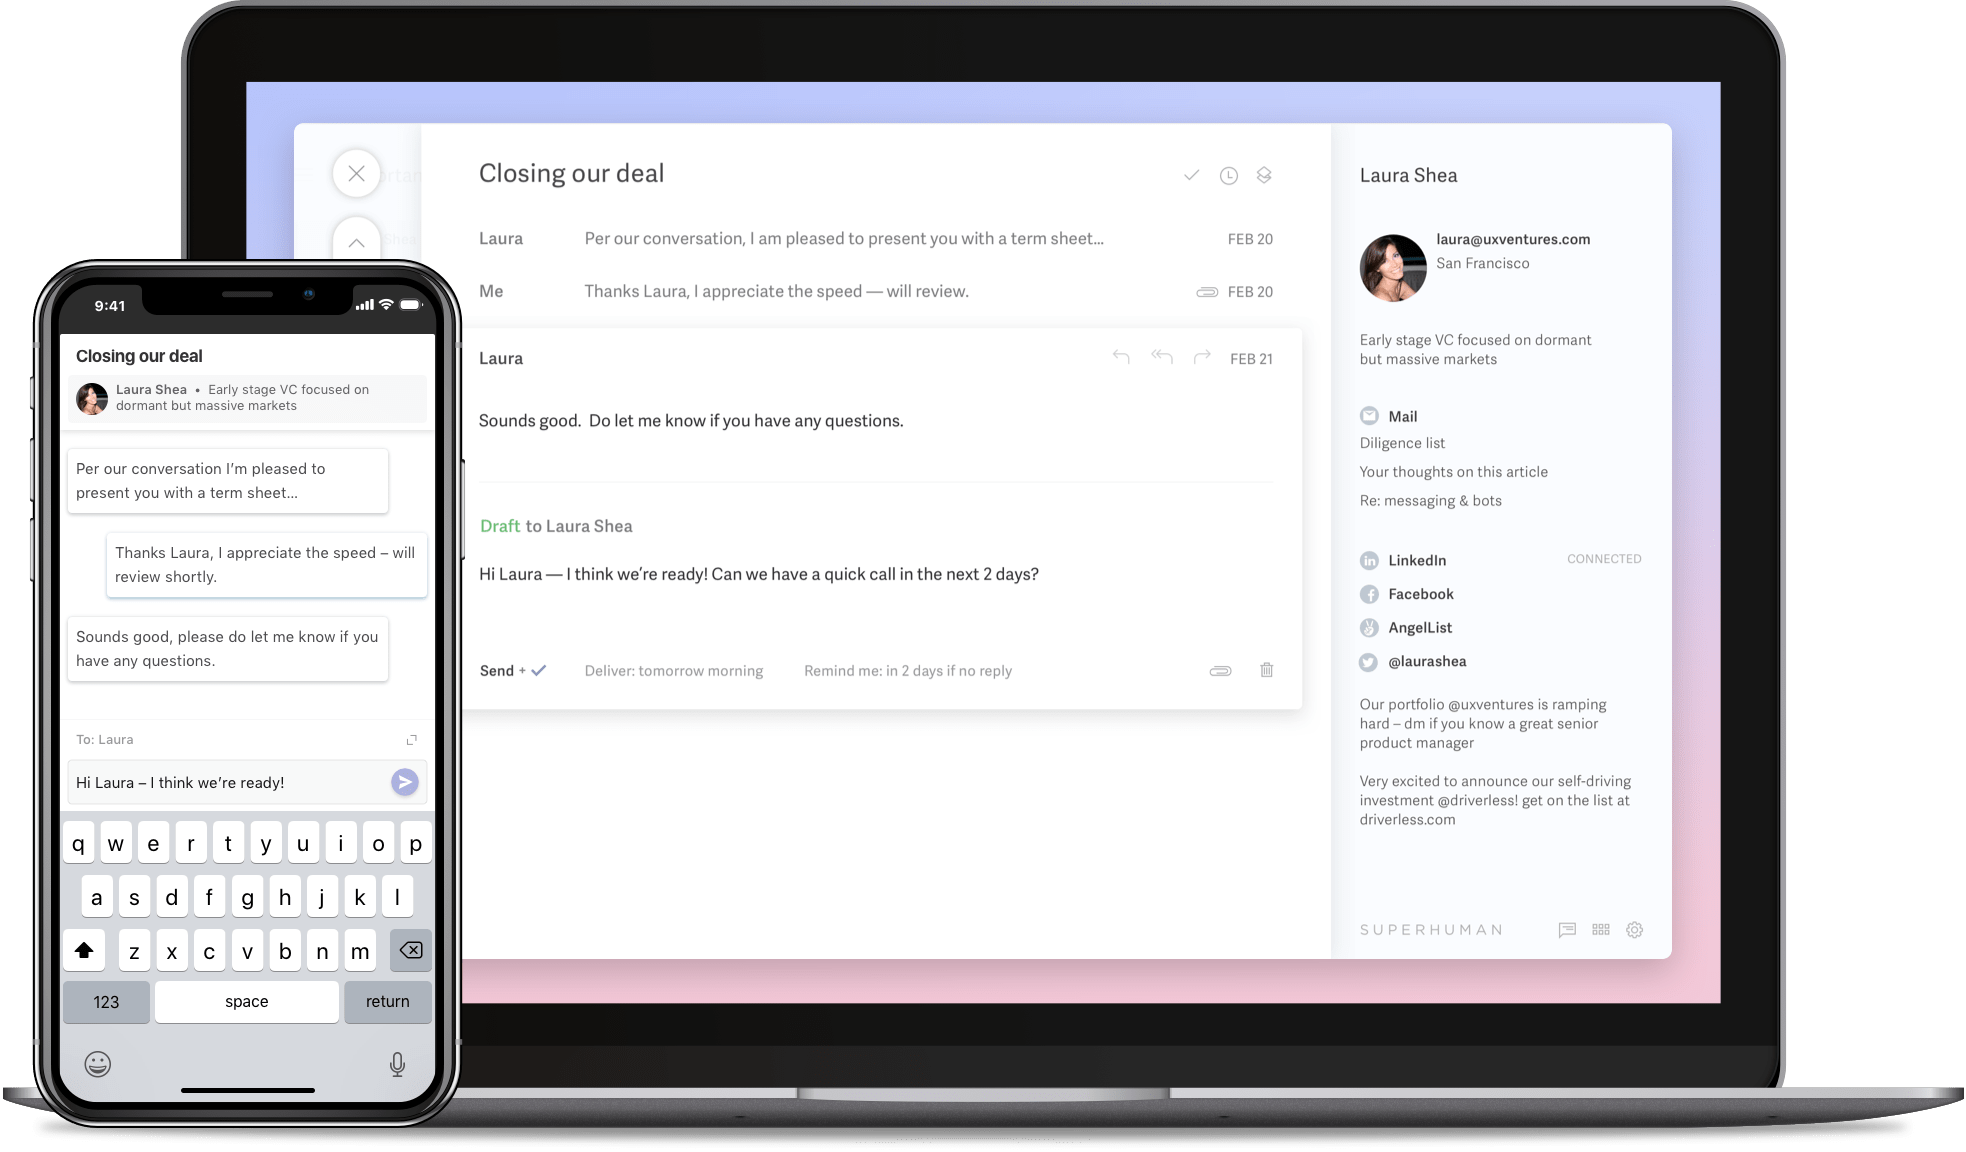 Closing our deal
Laura Per our conversation, I am pleased to present you with a term sheet... FEB 20
Me Thanks Laura, I appreciate the speed — will review. FEB 20
Laura FEB 21
Sounds good.  Do let me know if you have any questions.
Draft to Laura Shea
Hi Laura — I think we’re ready! Can we have a quick call in the next 2 days?
Send + Deliver: tomorrow morning Remind me: in 2 days if no reply
Laura Shea
laura@uxventures.com
San Francisco
Early stage VC focused on dormant
but massive markets
Mail
Diligence list
Your thoughts on this article
Re: messaging & bots
LinkedIn CONNECTED
Facebook
AngelList
@laurashea
Our portfolio @uxventures is ramping
hard – dm if you know a great senior
product manager
Very excited to announce our self-driving
investment @driverless! get on the list at
driverless.com
SUPERHUMAN
9:41
Closing our deal
Laura Shea • Early stage VC focused on
dormant but massive markets
Per our conversation I’m pleased to
present you with a term sheet...
Thanks Laura, I appreciate the speed – will
review shortly.
Sounds good, please do let me know if you
have any questions.
To: Laura
Hi Laura – I think we’re ready!
q w e r t y u i o p
a s d f g h j k l
z x c v b n m
123 space return